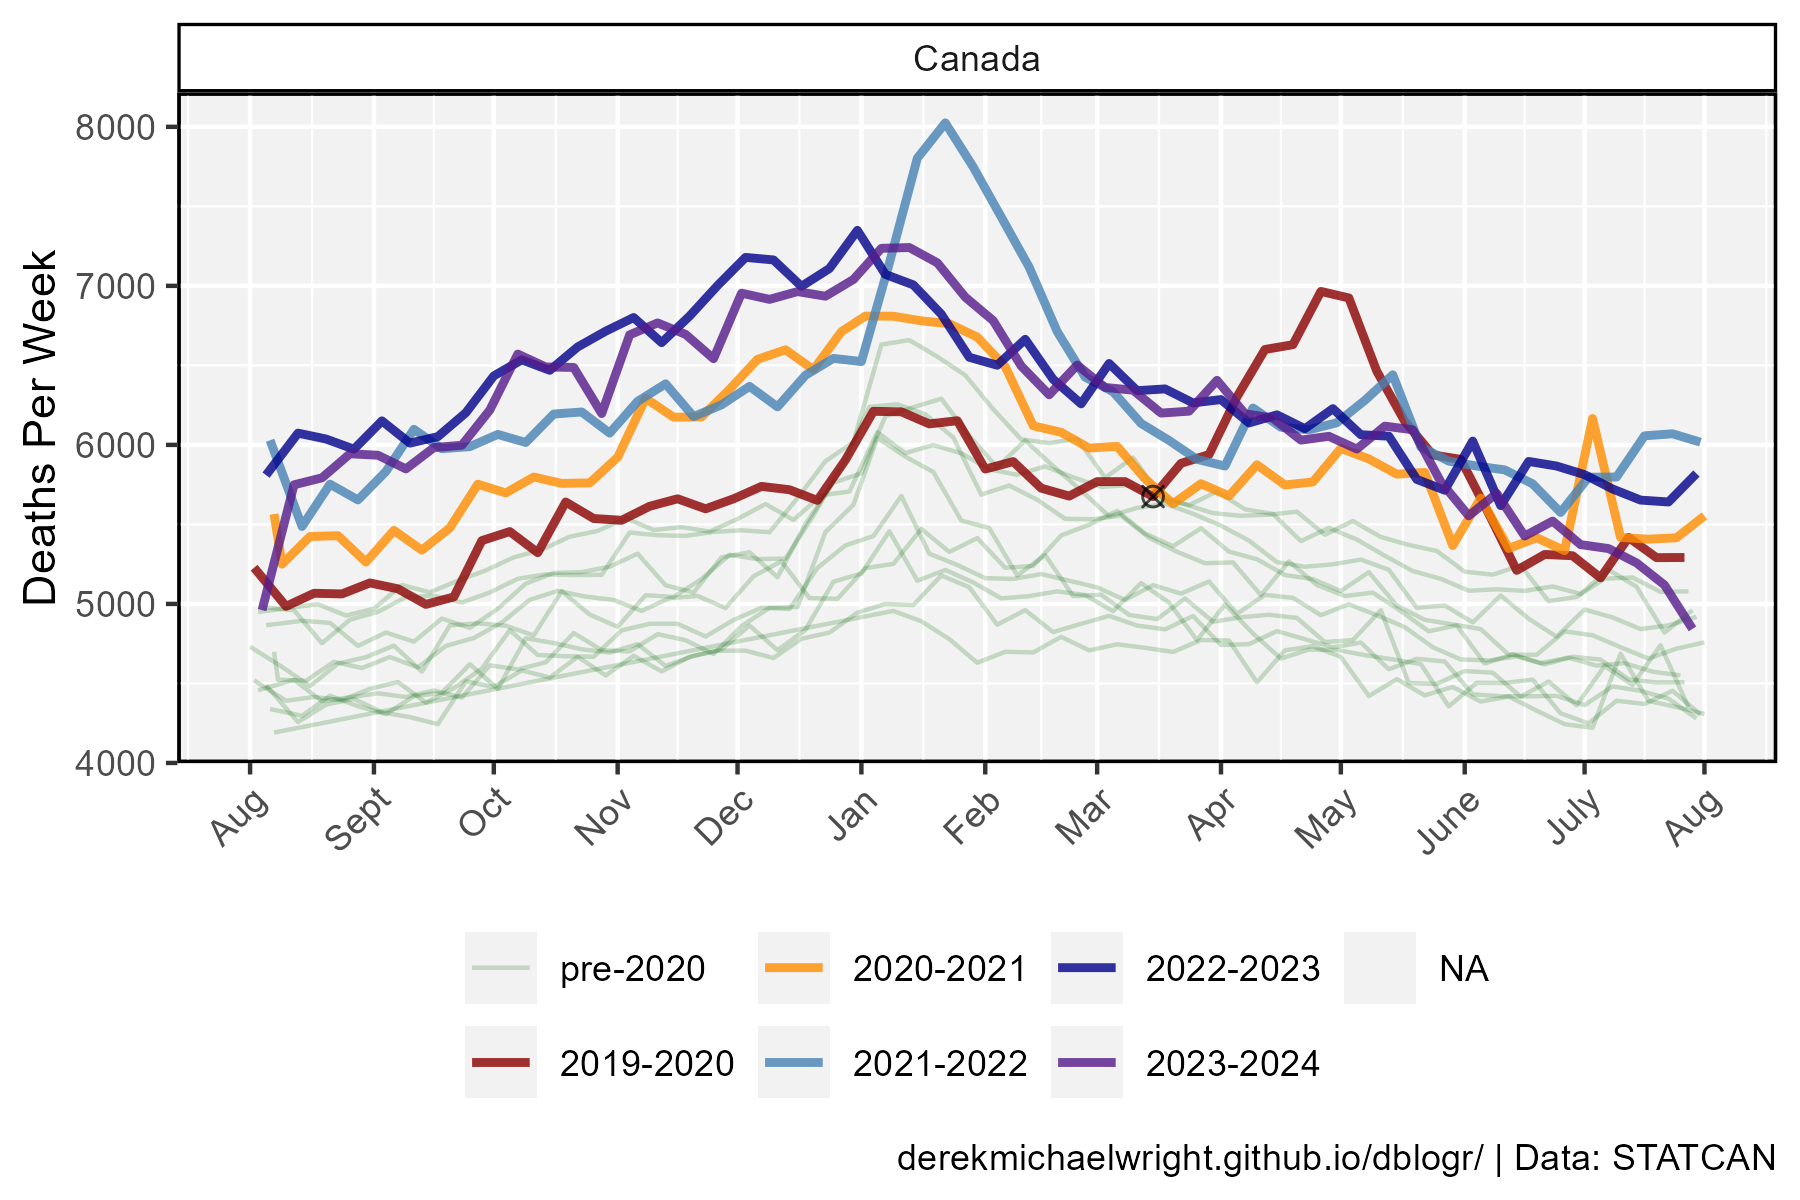 Canada
Deaths Per Week
8000
7000
6000
5000
4000
Aug Sept Oct Nov Dec Jan Feb Mar Apr May June July Aug
pre-2020 2020-2021 2022-2023 NA
2019-2020 2021-2022 2023-2024
derekmichaelwright.github.io/dblogr/ | Data: STATCAN